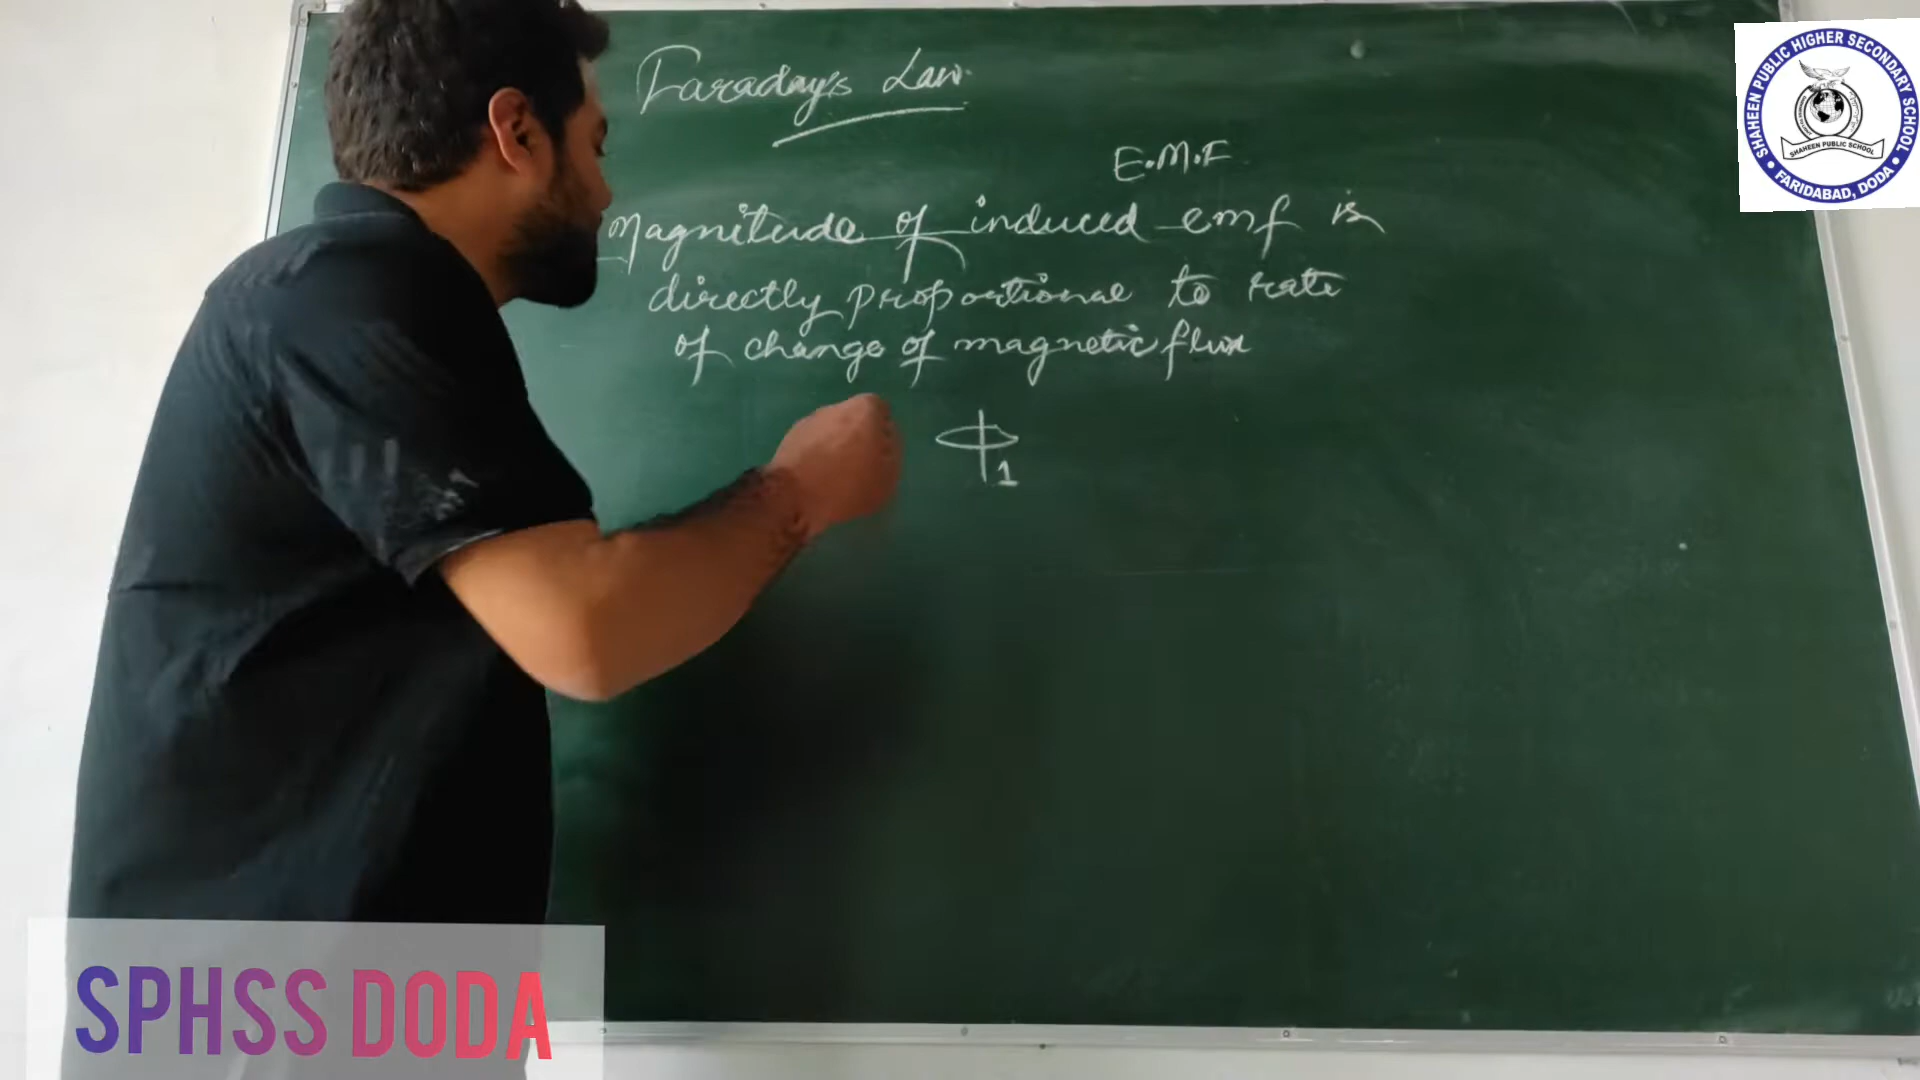 Faraday's Law.
E.M.F
Magnitude of induced emf is
directly proportional to rate
of change of magnetic flux
Φ1
SHAHEEN PUBLIC HIGHER SECONDARY SCHOOL
SHAHEEN PUBLIC SCHOOL
• FARIDABAD, DODA •
SPHSS DODA